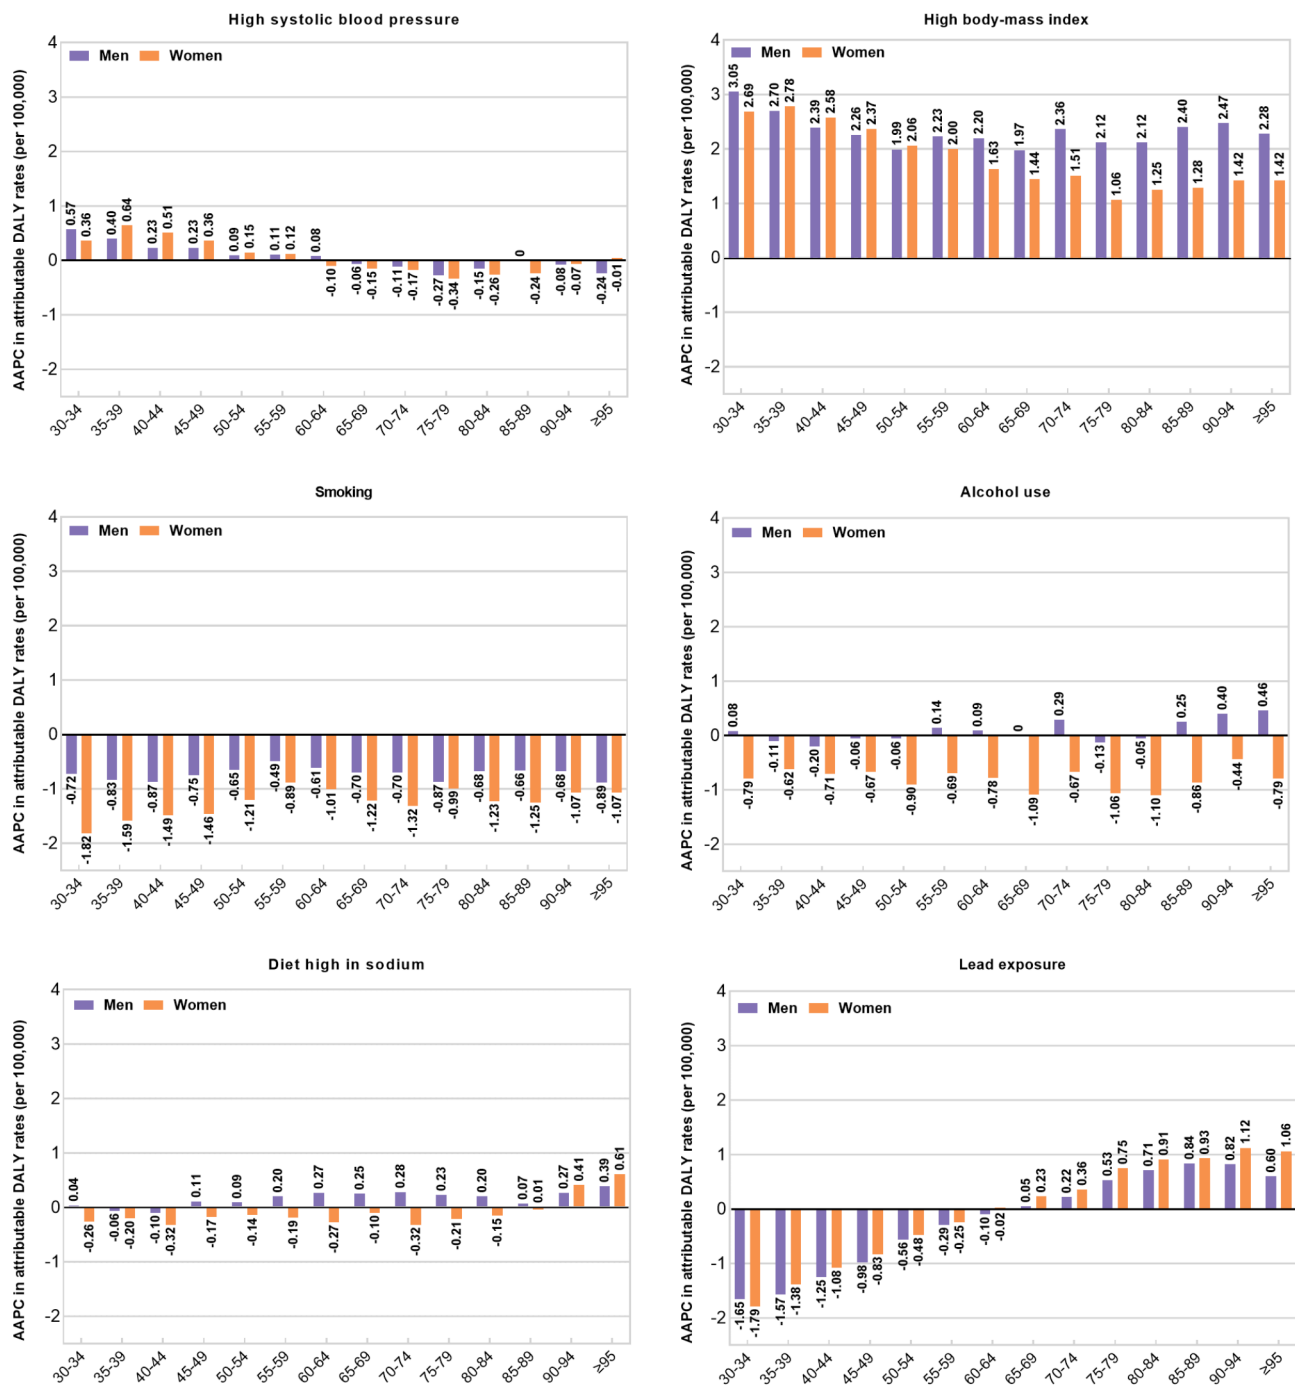 High systolic blood pressure
AAPC in attributable DALY rates (per 100,000)
Men Women
4
3
2
1
0
-1
-2
0.57 0.36 0.40 0.64 0.23 0.51 0.23 0.36 0.09 0.15 0.11 0.12 0.08 -0.10 -0.06 -0.15 -0.11 -0.17 -0.27 -0.34 -0.15 -0.26 0 -0.24 -0.08 -0.07 -0.24 -0.01
30-34 35-39 40-44 45-49 50-54 55-59 60-64 65-69 70-74 75-79 80-84 85-89 90-94 ≥95
High body-mass index
AAPC in attributable DALY rates (per 100,000)
Men Women
4
3
2
1
0
-1
-2
3.05 2.69 2.70 2.78 2.39 2.58 2.26 2.37 1.99 2.06 2.23 2.00 2.20 1.63 1.97 1.44 2.36 1.51 2.12 1.06 2.12 1.25 2.40 1.28 2.47 1.42 2.28 1.42
30-34 35-39 40-44 45-49 50-54 55-59 60-64 65-69 70-74 75-79 80-84 85-89 90-94 ≥95
Smoking
AAPC in attributable DALY rates (per 100,000)
Men Women
4
3
2
1
0
-1
-2
-0.72 -1.82 -0.83 -1.59 -0.87 -1.49 -0.75 -1.46 -0.65 -1.21 -0.49 -0.89 -0.61 -1.01 -0.70 -1.22 -0.70 -1.32 -0.87 -0.99 -0.68 -1.23 -0.66 -1.25 -0.68 -1.07 -0.89 -1.07
30-34 35-39 40-44 45-49 50-54 55-59 60-64 65-69 70-74 75-79 80-84 85-89 90-94 ≥95
Alcohol use
AAPC in attributable DALY rates (per 100,000)
Men Women
4
3
2
1
0
-1
-2
0.08 -0.79 -0.11 -0.62 -0.20 -0.71 -0.06 -0.67 -0.06 -0.90 0.14 -0.69 0.09 -0.78 0 -1.09 0.29 -0.67 -0.13 -1.06 -0.05 -1.10 0.25 -0.86 0.40 -0.44 0.46 -0.79
30-34 35-39 40-44 45-49 50-54 55-59 60-64 65-69 70-74 75-79 80-84 85-89 90-94 ≥95
Diet high in sodium
AAPC in attributable DALY rates (per 100,000)
Men Women
4
3
2
1
0
-1
-2
0.04 -0.26 -0.06 -0.20 -0.10 -0.32 0.11 -0.17 0.09 -0.14 0.20 -0.19 0.27 -0.27 0.25 -0.10 0.28 -0.32 0.23 -0.21 0.20 -0.15 0.07 0.01 0.27 0.41 0.39 0.61
30-34 35-39 40-44 45-49 50-54 55-59 60-64 65-69 70-74 75-79 80-84 85-89 90-94 ≥95
Lead exposure
AAPC in attributable DALY rates (per 100,000)
Men Women
4
3
2
1
0
-1
-2
-1.65 -1.79 -1.57 -1.38 -1.25 -1.08 -0.98 -0.83 -0.56 -0.48 -0.29 -0.25 -0.10 -0.02 0.05 0.23 0.22 0.36 0.53 0.75 0.71 0.91 0.84 0.93 0.82 1.12 0.60 1.06
30-34 35-39 40-44 45-49 50-54 55-59 60-64 65-69 70-74 75-79 80-84 85-89 90-94 ≥95